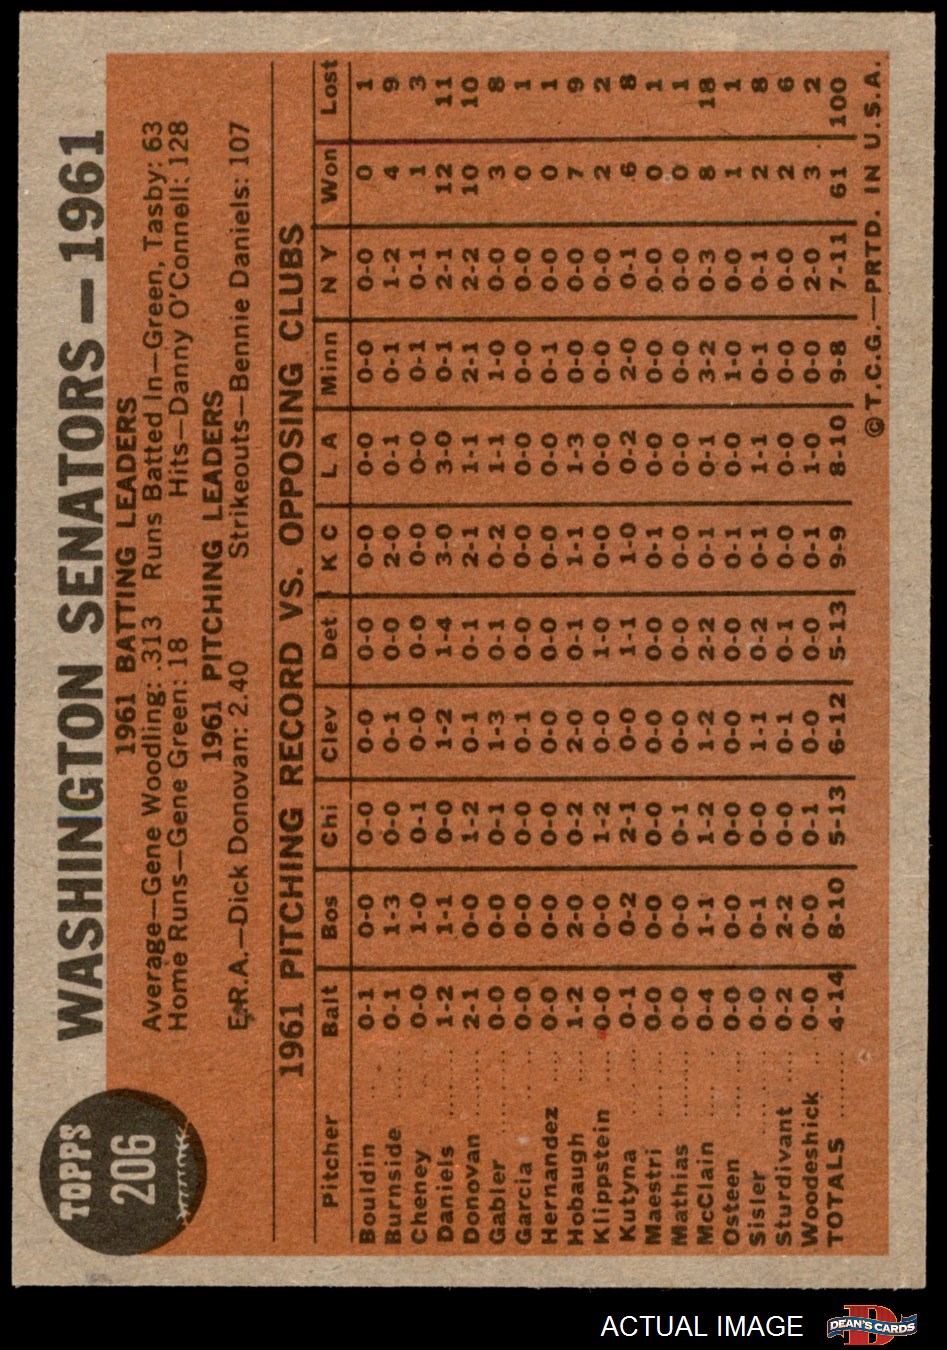 TOPPS
206
WASHINGTON SENATORS — 1961
1961 BATTING LEADERS
Average—Gene Woodling: .313 Runs Batted In—Green, Tasby: 63
Home Runs—Gene Green: 18 Hits—Danny O'Connell: 128
1961 PITCHING LEADERS
E.R.A.—Dick Donovan: 2.40 Strikeouts—Bennie Daniels: 107
1961 PITCHING RECORD VS. OPPOSING CLUBS
Pitcher Balt Bos Chi Clev Det K C L A Minn N Y Won Lost
Bouldin 0-1 0-0 0-0 0-0 0-0 0-0 0-0 0-0 0-0 0 1
Burnside 0-1 1-3 0-0 0-1 0-0 2-0 0-1 0-1 1-2 4 9
Cheney 0-0 1-0 0-1 0-0 0-0 0-0 0-0 0-1 0-1 1 3
Daniels 1-2 1-1 0-0 1-2 1-4 3-0 3-0 0-1 2-1 12 11
Donovan 2-1 0-0 1-2 0-1 0-1 2-1 1-1 2-1 2-2 10 10
Gabler 0-0 0-0 0-1 1-3 0-1 0-2 1-1 1-0 0-0 3 8
Garcia 0-0 0-0 0-0 0-1 0-0 0-0 0-0 0-0 0-0 0 1
Hernandez 0-0 0-0 0-0 0-0 0-0 0-0 0-0 0-1 0-0 0 1
Hobaugh 1-2 2-0 0-2 2-0 0-1 1-1 1-3 0-0 0-0 7 9
Klippstein 0-0 0-0 1-2 0-0 1-0 0-0 0-0 0-0 0-0 2 2
Kutyna 0-1 0-2 2-1 0-0 1-1 1-0 0-2 2-0 0-1 6 8
Maestri 0-0 0-0 0-0 0-0 0-0 0-1 0-0 0-0 0-0 0 1
Mathias 0-0 0-0 0-1 0-0 0-0 0-0 0-0 0-0 0-0 0 1
McClain 0-4 1-1 1-2 1-2 2-2 0-1 0-1 3-2 0-3 8 18
Osteen 0-0 0-0 0-0 0-0 0-0 0-1 0-0 1-0 0-0 1 1
Sisler 0-0 0-1 0-0 1-1 0-2 0-1 1-1 0-1 0-1 2 8
Sturdivant 0-2 2-2 0-0 0-1 0-1 0-0 0-0 0-0 0-0 2 6
Woodeshick 0-0 0-0 0-1 0-0 0-0 0-1 1-0 0-0 2-0 3 2
TOTALS 4-14 8-10 5-13 6-12 5-13 9-9 8-10 9-8 7-11 61 100
©T.C.G.—PRTD. IN U.S.A.
ACTUAL IMAGE
D
DEAN'S CARDS